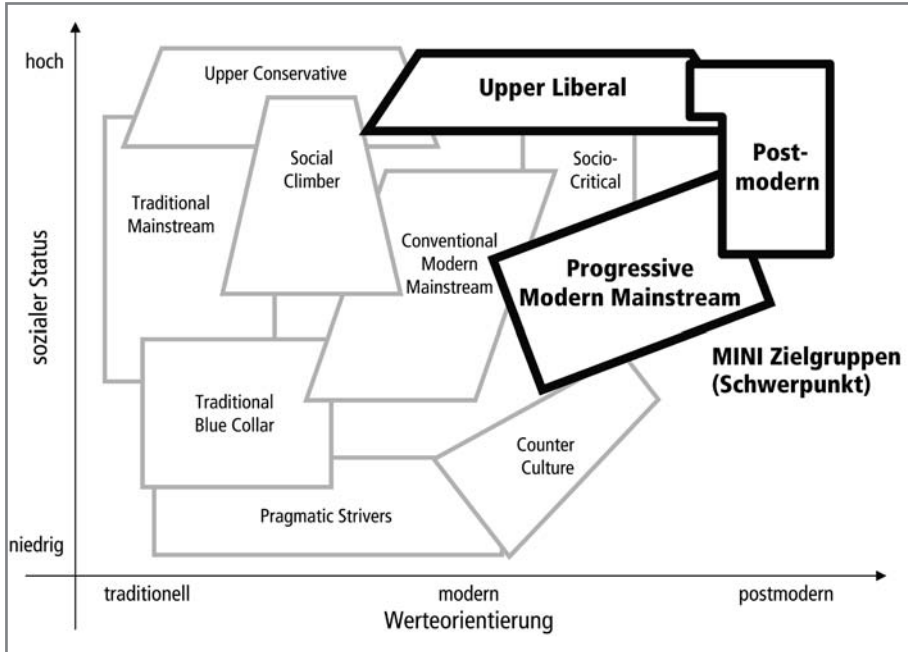 hoch
Upper Conservative
Upper Liberal
Social
Climber
Socio-
Critical
Post-
modern
Traditional
Mainstream
Conventional
Modern
Mainstream
Progressive
Modern Mainstream
sozialer Status
MINI Zielgruppen
(Schwerpunkt)
Traditional
Blue Collar
Counter
Culture
Pragmatic Strivers
niedrig
traditionell
modern
postmodern
Werteorientierung